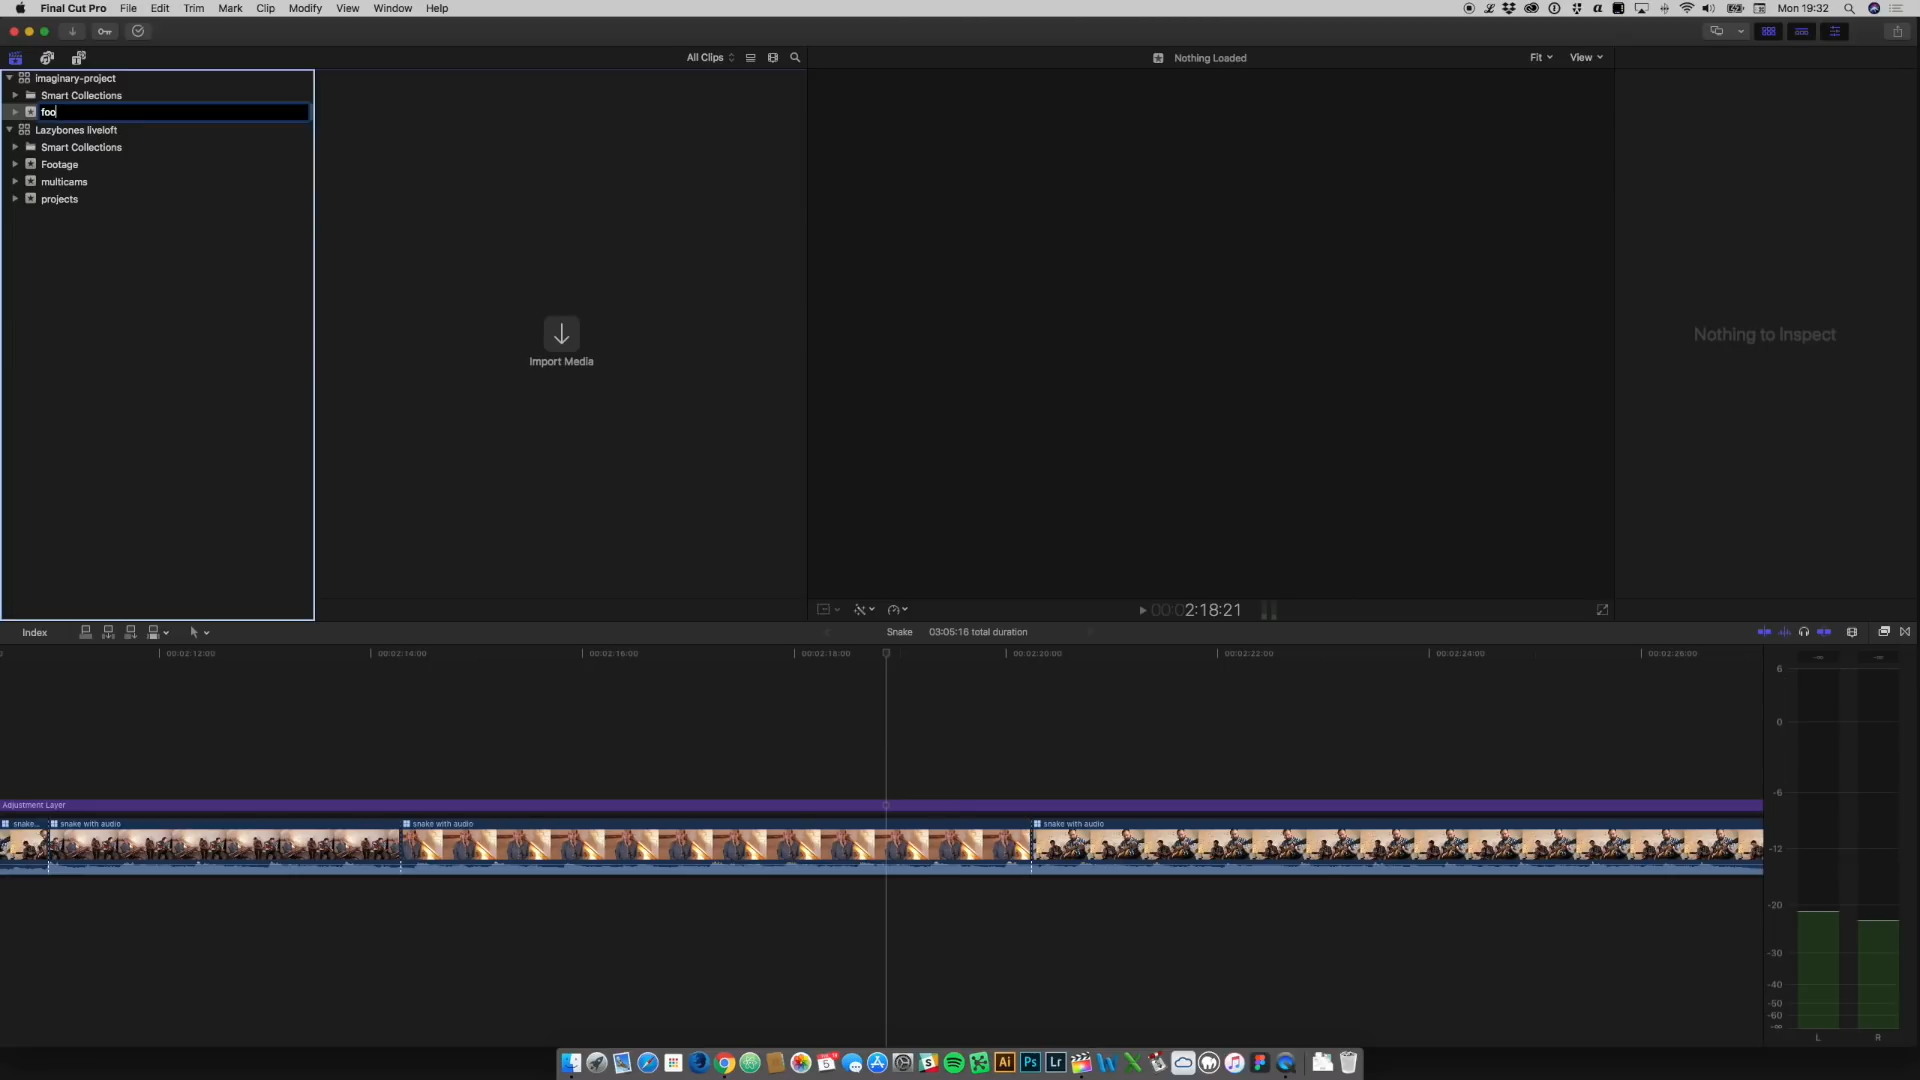 Final Cut Pro File Edit Trim Mark Clip Modify View Window Help Mon 19:32
All Clips Nothing Loaded Fit View
imaginary-project
Smart Collections
foo
Lazybones liveloft
Smart Collections
Footage
multicams
projects
Import Media
Nothing to Inspect
00:02:18:21
Index Snake 03:05:16 total duration
00:02:12:00 00:02:14:00 00:02:16:00 00:02:18:00 00:02:20:00 00:02:22:00 00:02:24:00 00:02:26:00
6
0
-6
Adjustment Layer
snake... snake with audio snake with audio snake with audio
-12
-20
-30
-40
-50
-60
-∞
L R
Ai Ps Lr